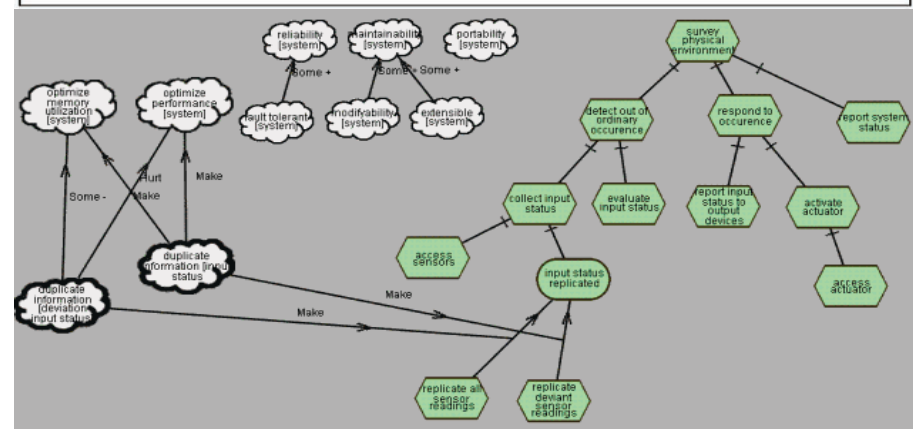 reliability
[system]
maintainability
[system]
portability
[system]
survey
physical
environment
Some +
Some +
Some +
optimize
memory
utilization
[system]
optimize
performance
[system]
fault tolerant
[system]
modifyability
[system]
extensible
[system]
detect out of
ordinary
occurence
respond to
occurence
report system
status
Some -
Hurt
Make
Make
collect input
status
evaluate
input status
report input
status to
output
devices
activate
actuator
duplicate
information [input
status
access
sensors
input status
replicated
access
actuator
duplicate
information
[deviation
input status]
Make
Make
replicate all
sensor
readings
replicate
deviant
sensor
readings